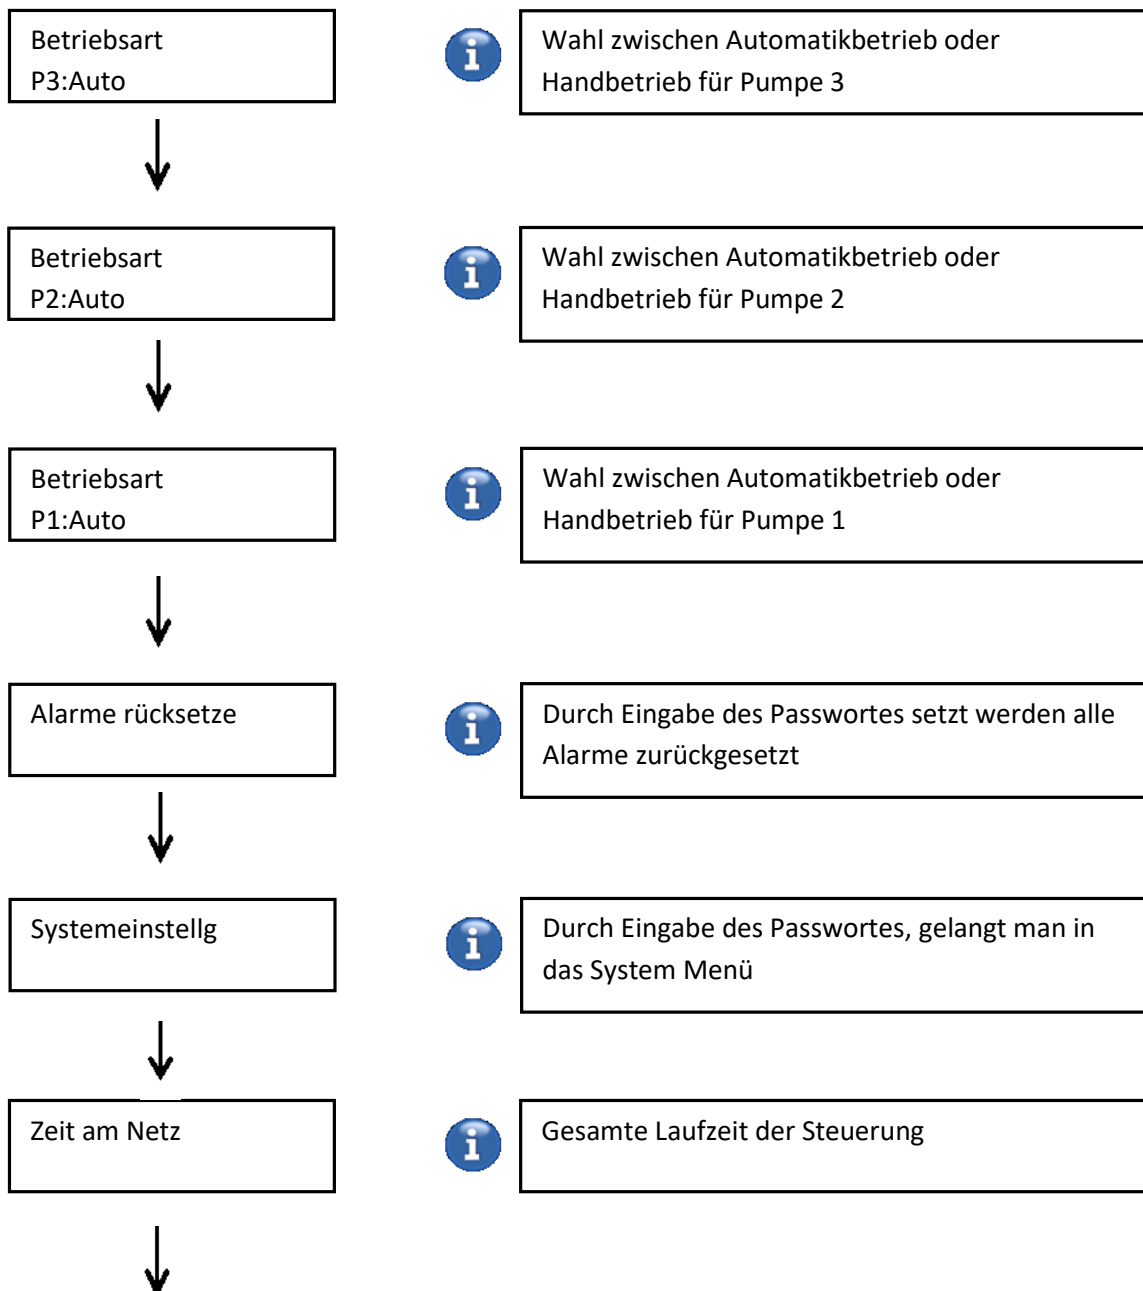 Betriebsart
P3:Auto
Wahl zwischen Automatikbetrieb oder
Handbetrieb für Pumpe 3
Betriebsart
P2:Auto
Wahl zwischen Automatikbetrieb oder
Handbetrieb für Pumpe 2
Betriebsart
P1:Auto
Wahl zwischen Automatikbetrieb oder
Handbetrieb für Pumpe 1
Alarme rücksetze
Durch Eingabe des Passwortes setzt werden alle
Alarme zurückgesetzt
Systemeinstellg
Durch Eingabe des Passwortes, gelangt man in
das System Menü
Zeit am Netz
Gesamte Laufzeit der Steuerung